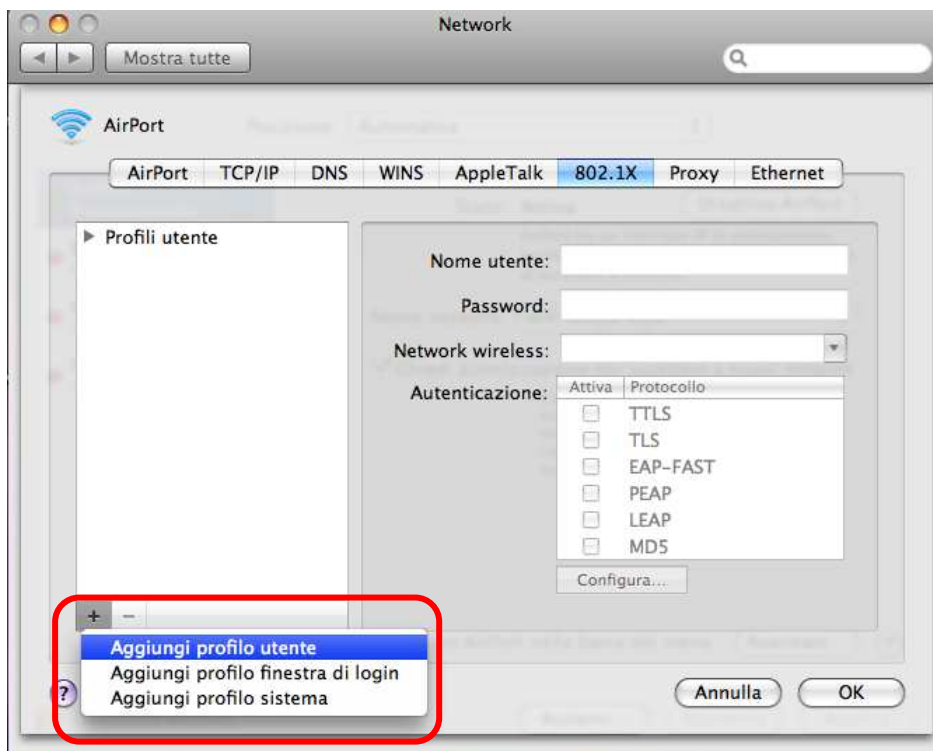 Network
Mostra tutte
AirPort
AirPort TCP/IP DNS WINS AppleTalk 802.1X Proxy Ethernet
Profili utente
Nome utente:
Password:
Network wireless:
Autenticazione:
Attiva Protocollo
TTLS
TLS
EAP-FAST
PEAP
LEAP
MD5
Configura...
+ −
Aggiungi profilo utente
Aggiungi profilo finestra di login
Aggiungi profilo sistema
?
Annulla OK